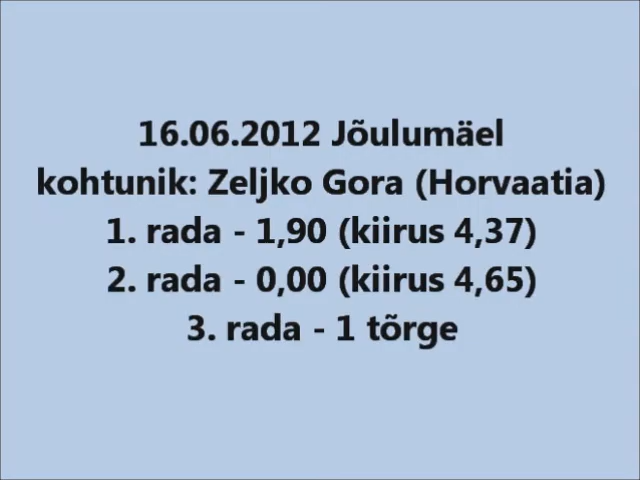 16.06.2012 Jõulumäel
kohtunik: Zeljko Gora (Horvaatia)
1. rada - 1,90 (kiirus 4,37)
2. rada - 0,00 (kiirus 4,65)
3. rada - 1 tõrge